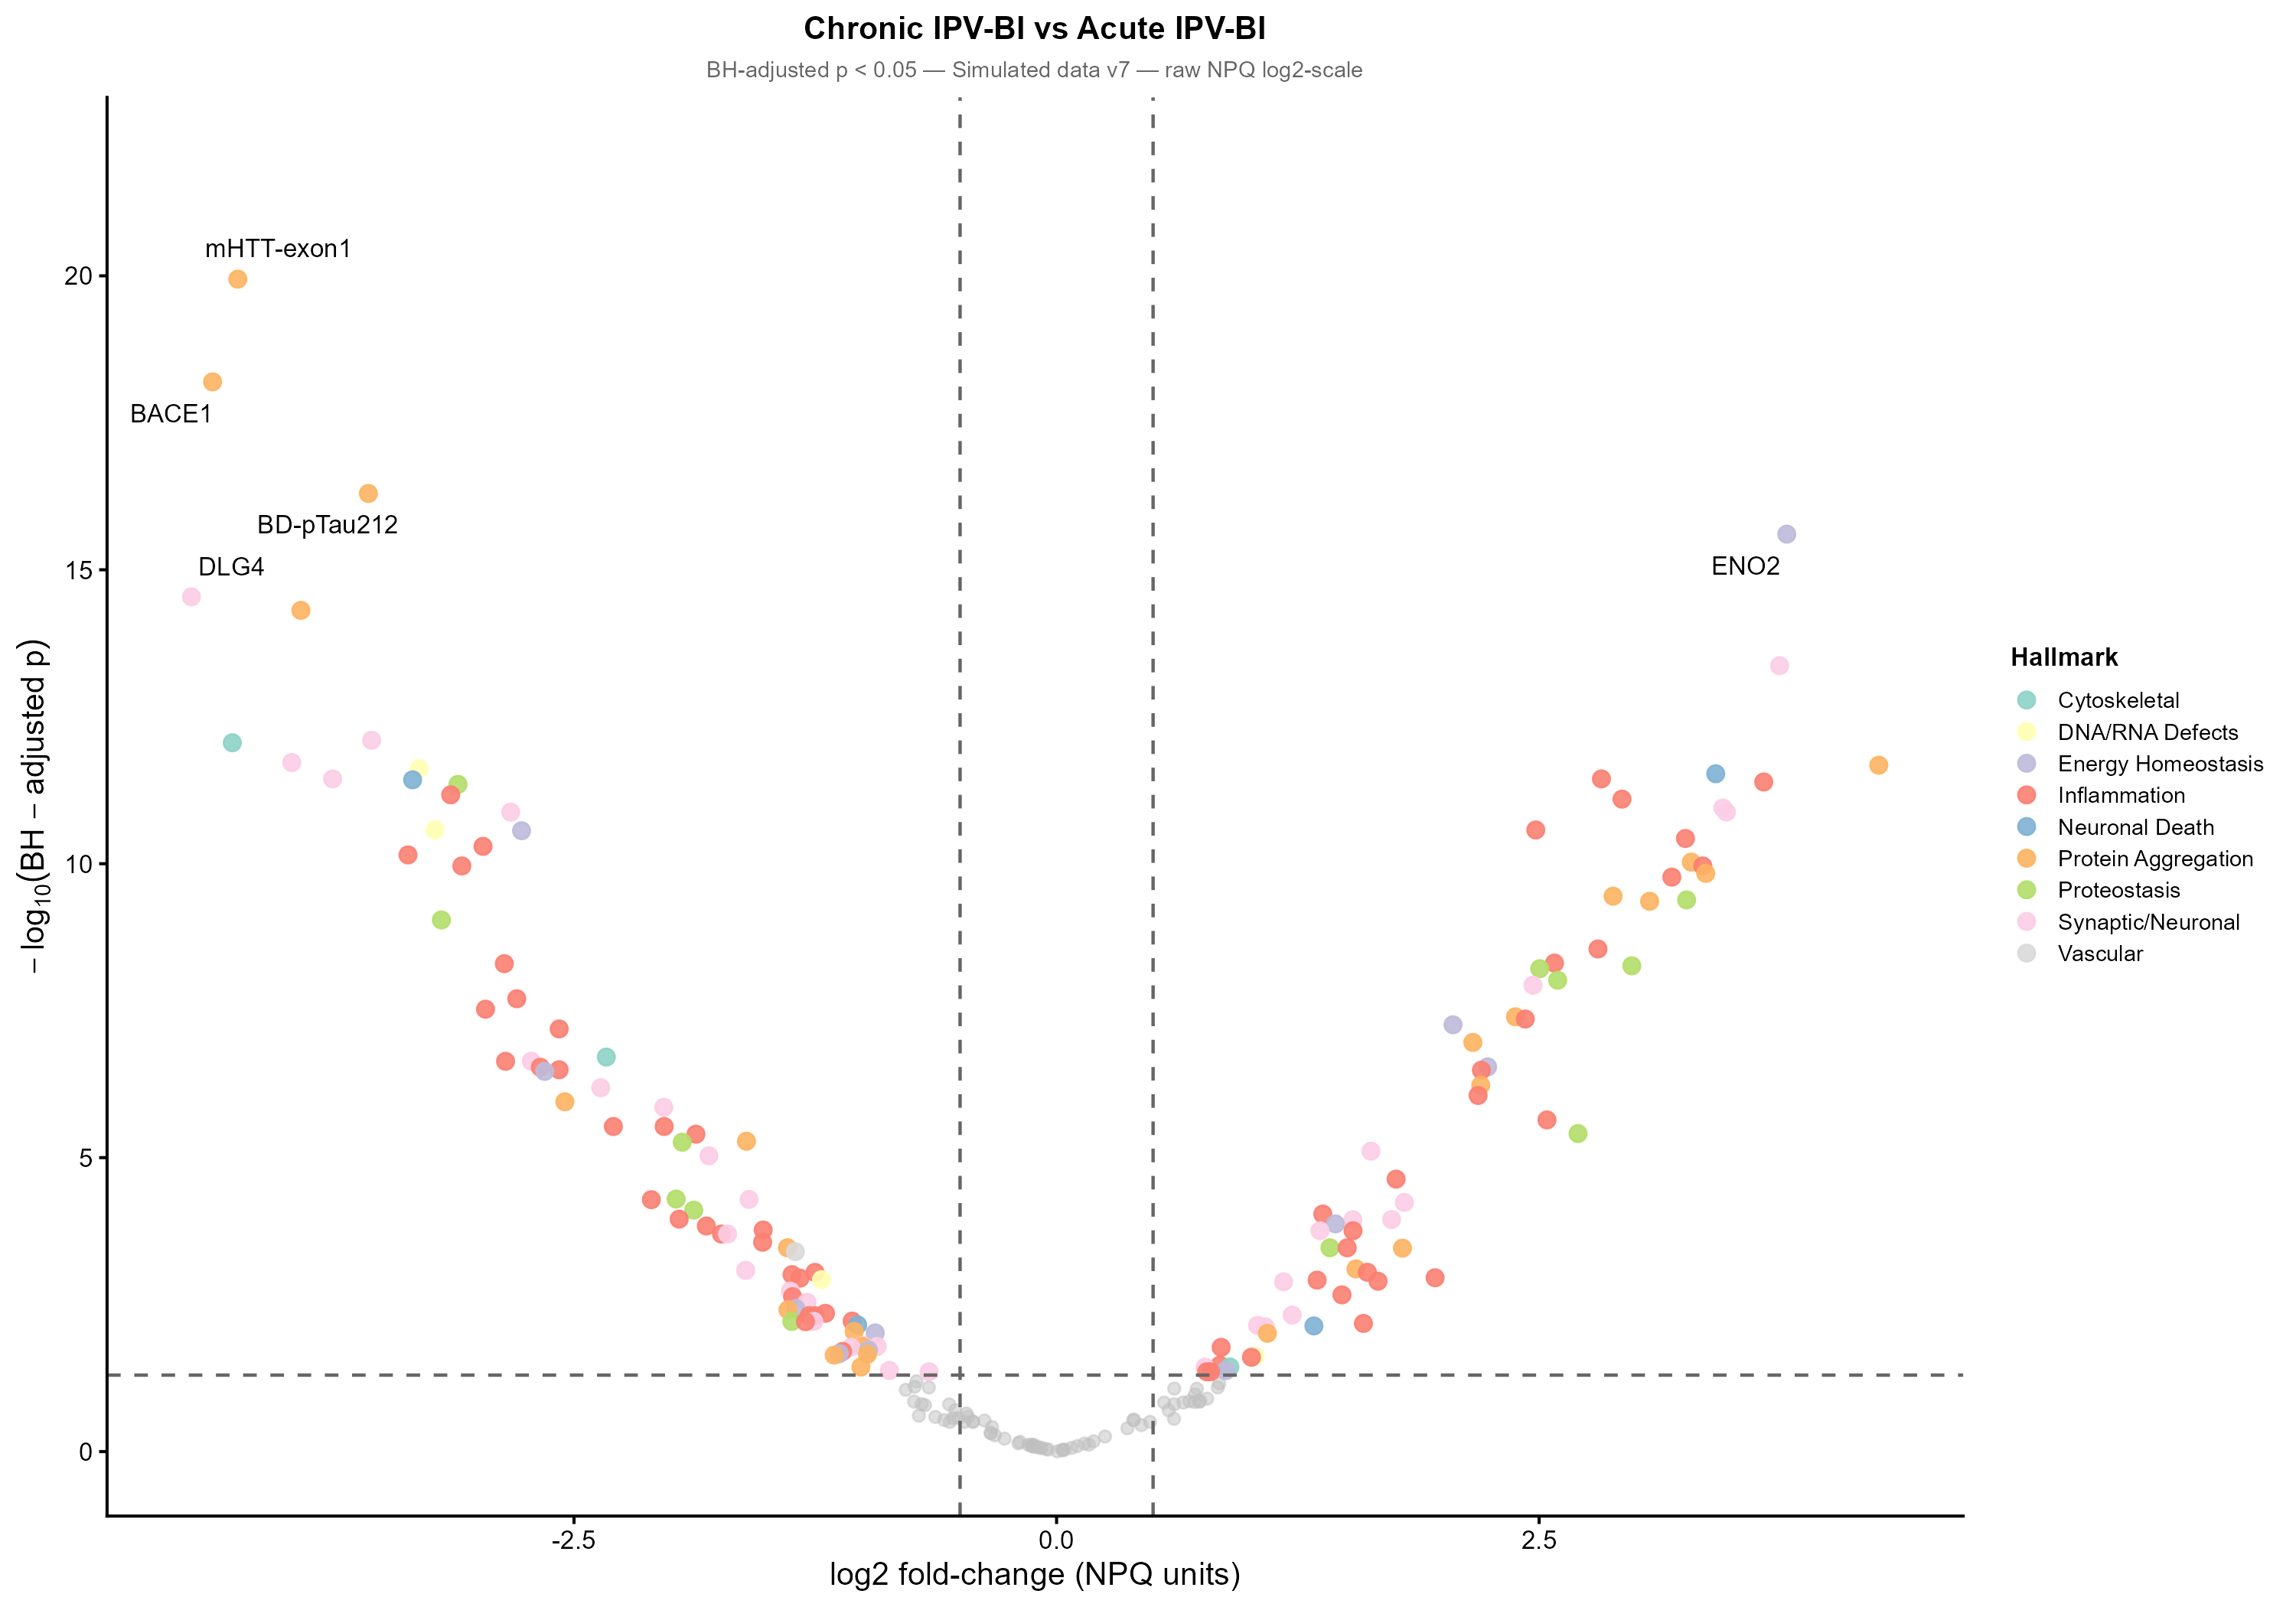 Chronic IPV-BI vs Acute IPV-BI
BH-adjusted p < 0.05 — Simulated data v7 — raw NPQ log2-scale
mHTT-exon1
BACE1
BD-pTau212
DLG4
ENO2
20
15
10
5
0
-2.5
0.0
2.5
− log10(BH − adjusted p)
log2 fold-change (NPQ units)
Hallmark
Cytoskeletal
DNA/RNA Defects
Energy Homeostasis
Inflammation
Neuronal Death
Protein Aggregation
Proteostasis
Synaptic/Neuronal
Vascular